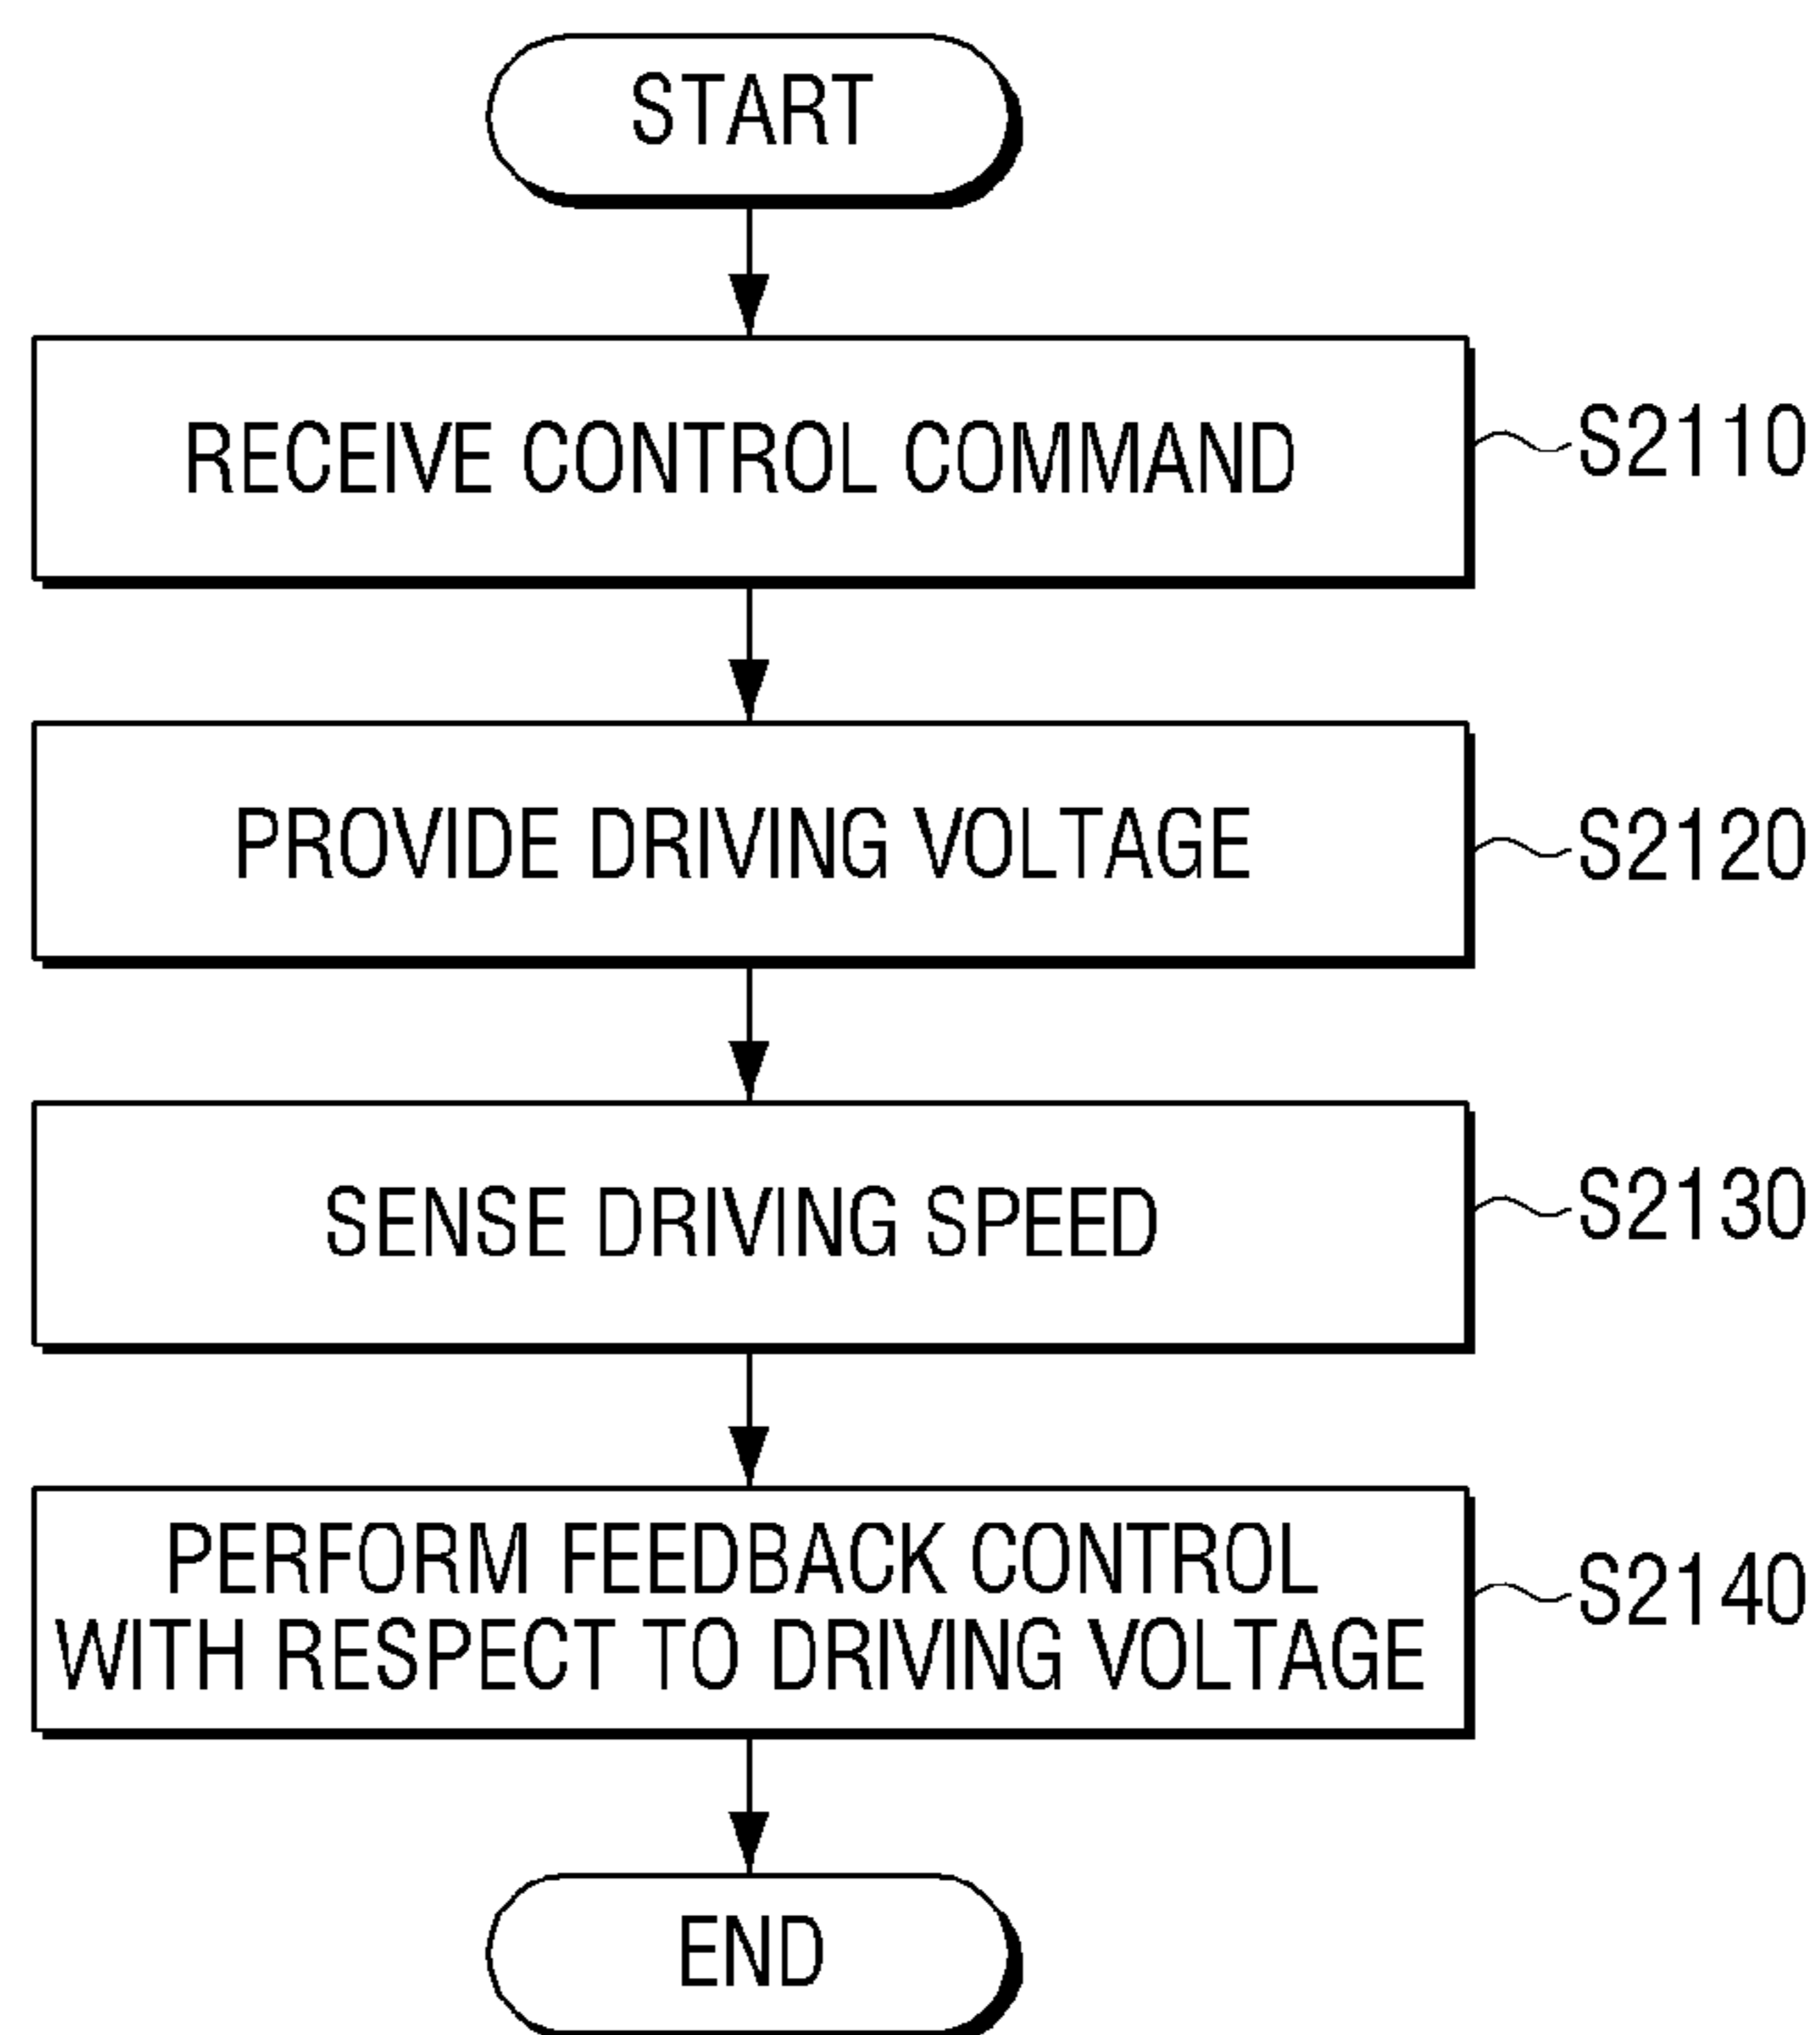 START
RECEIVE CONTROL COMMAND
S2110
PROVIDE DRIVING VOLTAGE
S2120
SENSE DRIVING SPEED
S2130
PERFORM FEEDBACK CONTROL
WITH RESPECT TO DRIVING VOLTAGE
S2140
END